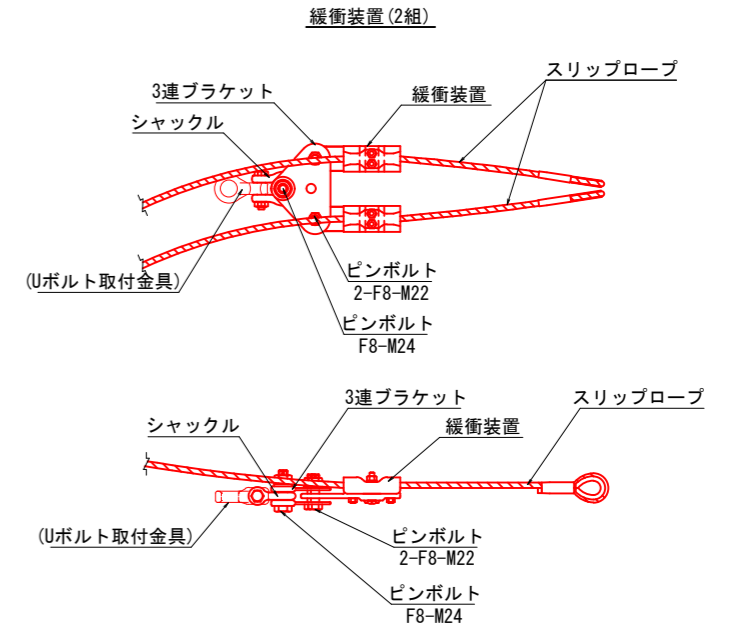 緩衝装置(2組)
スリップロープ
3連ブラケット
緩衝装置
シャックル
(Uボルト取付金具)
ピンボルト
2-F8-M22
ピンボルト
F8-M24
3連ブラケット
スリップロープ
シャックル
緩衝装置
(Uボルト取付金具)
ピンボルト
2-F8-M22
ピンボルト
F8-M24